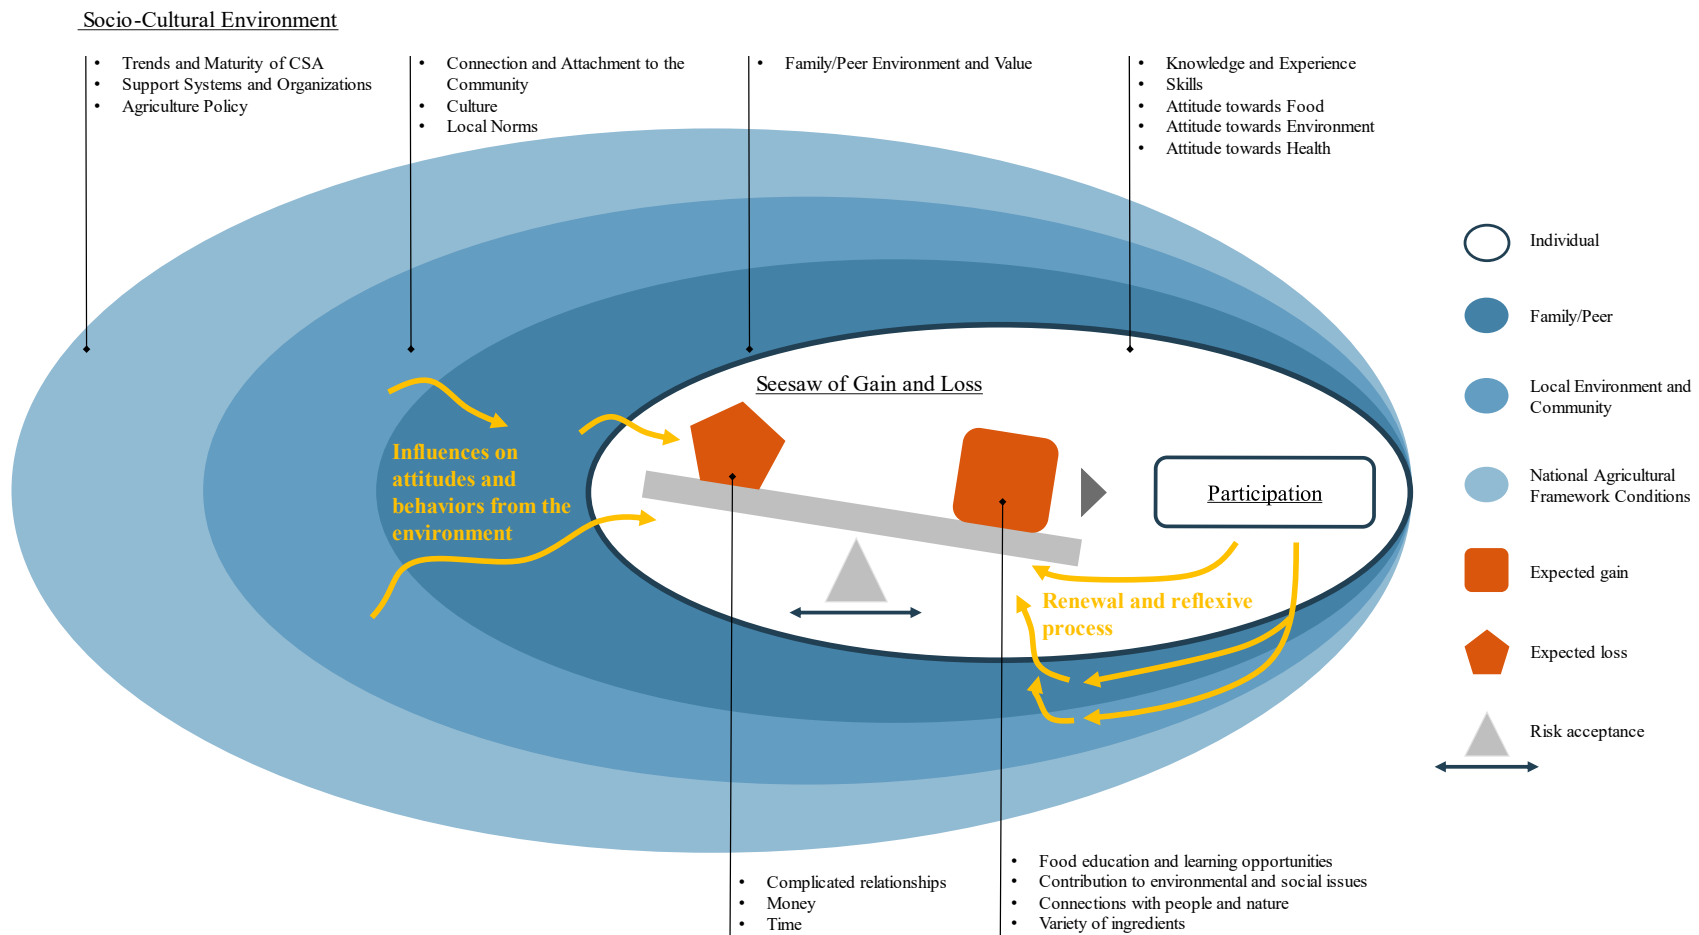 Socio-Cultural Environment
• Trends and Maturity of CSA
• Support Systems and Organizations
• Agriculture Policy
• Connection and Attachment to the
Community
• Culture
• Local Norms
• Family/Peer Environment and Value
• Knowledge and Experience
• Skills
• Attitude towards Food
• Attitude towards Environment
• Attitude towards Health
Seesaw of Gain and Loss
Influences on
attitudes and
behaviors from the
environment
Participation
Renewal and reflexive
process
• Complicated relationships
• Money
• Time
• Food education and learning opportunities
• Contribution to environmental and social issues
• Connections with people and nature
• Variety of ingredients
Individual
Family/Peer
Local Environment and
Community
National Agricultural
Framework Conditions
Expected gain
Expected loss
Risk acceptance